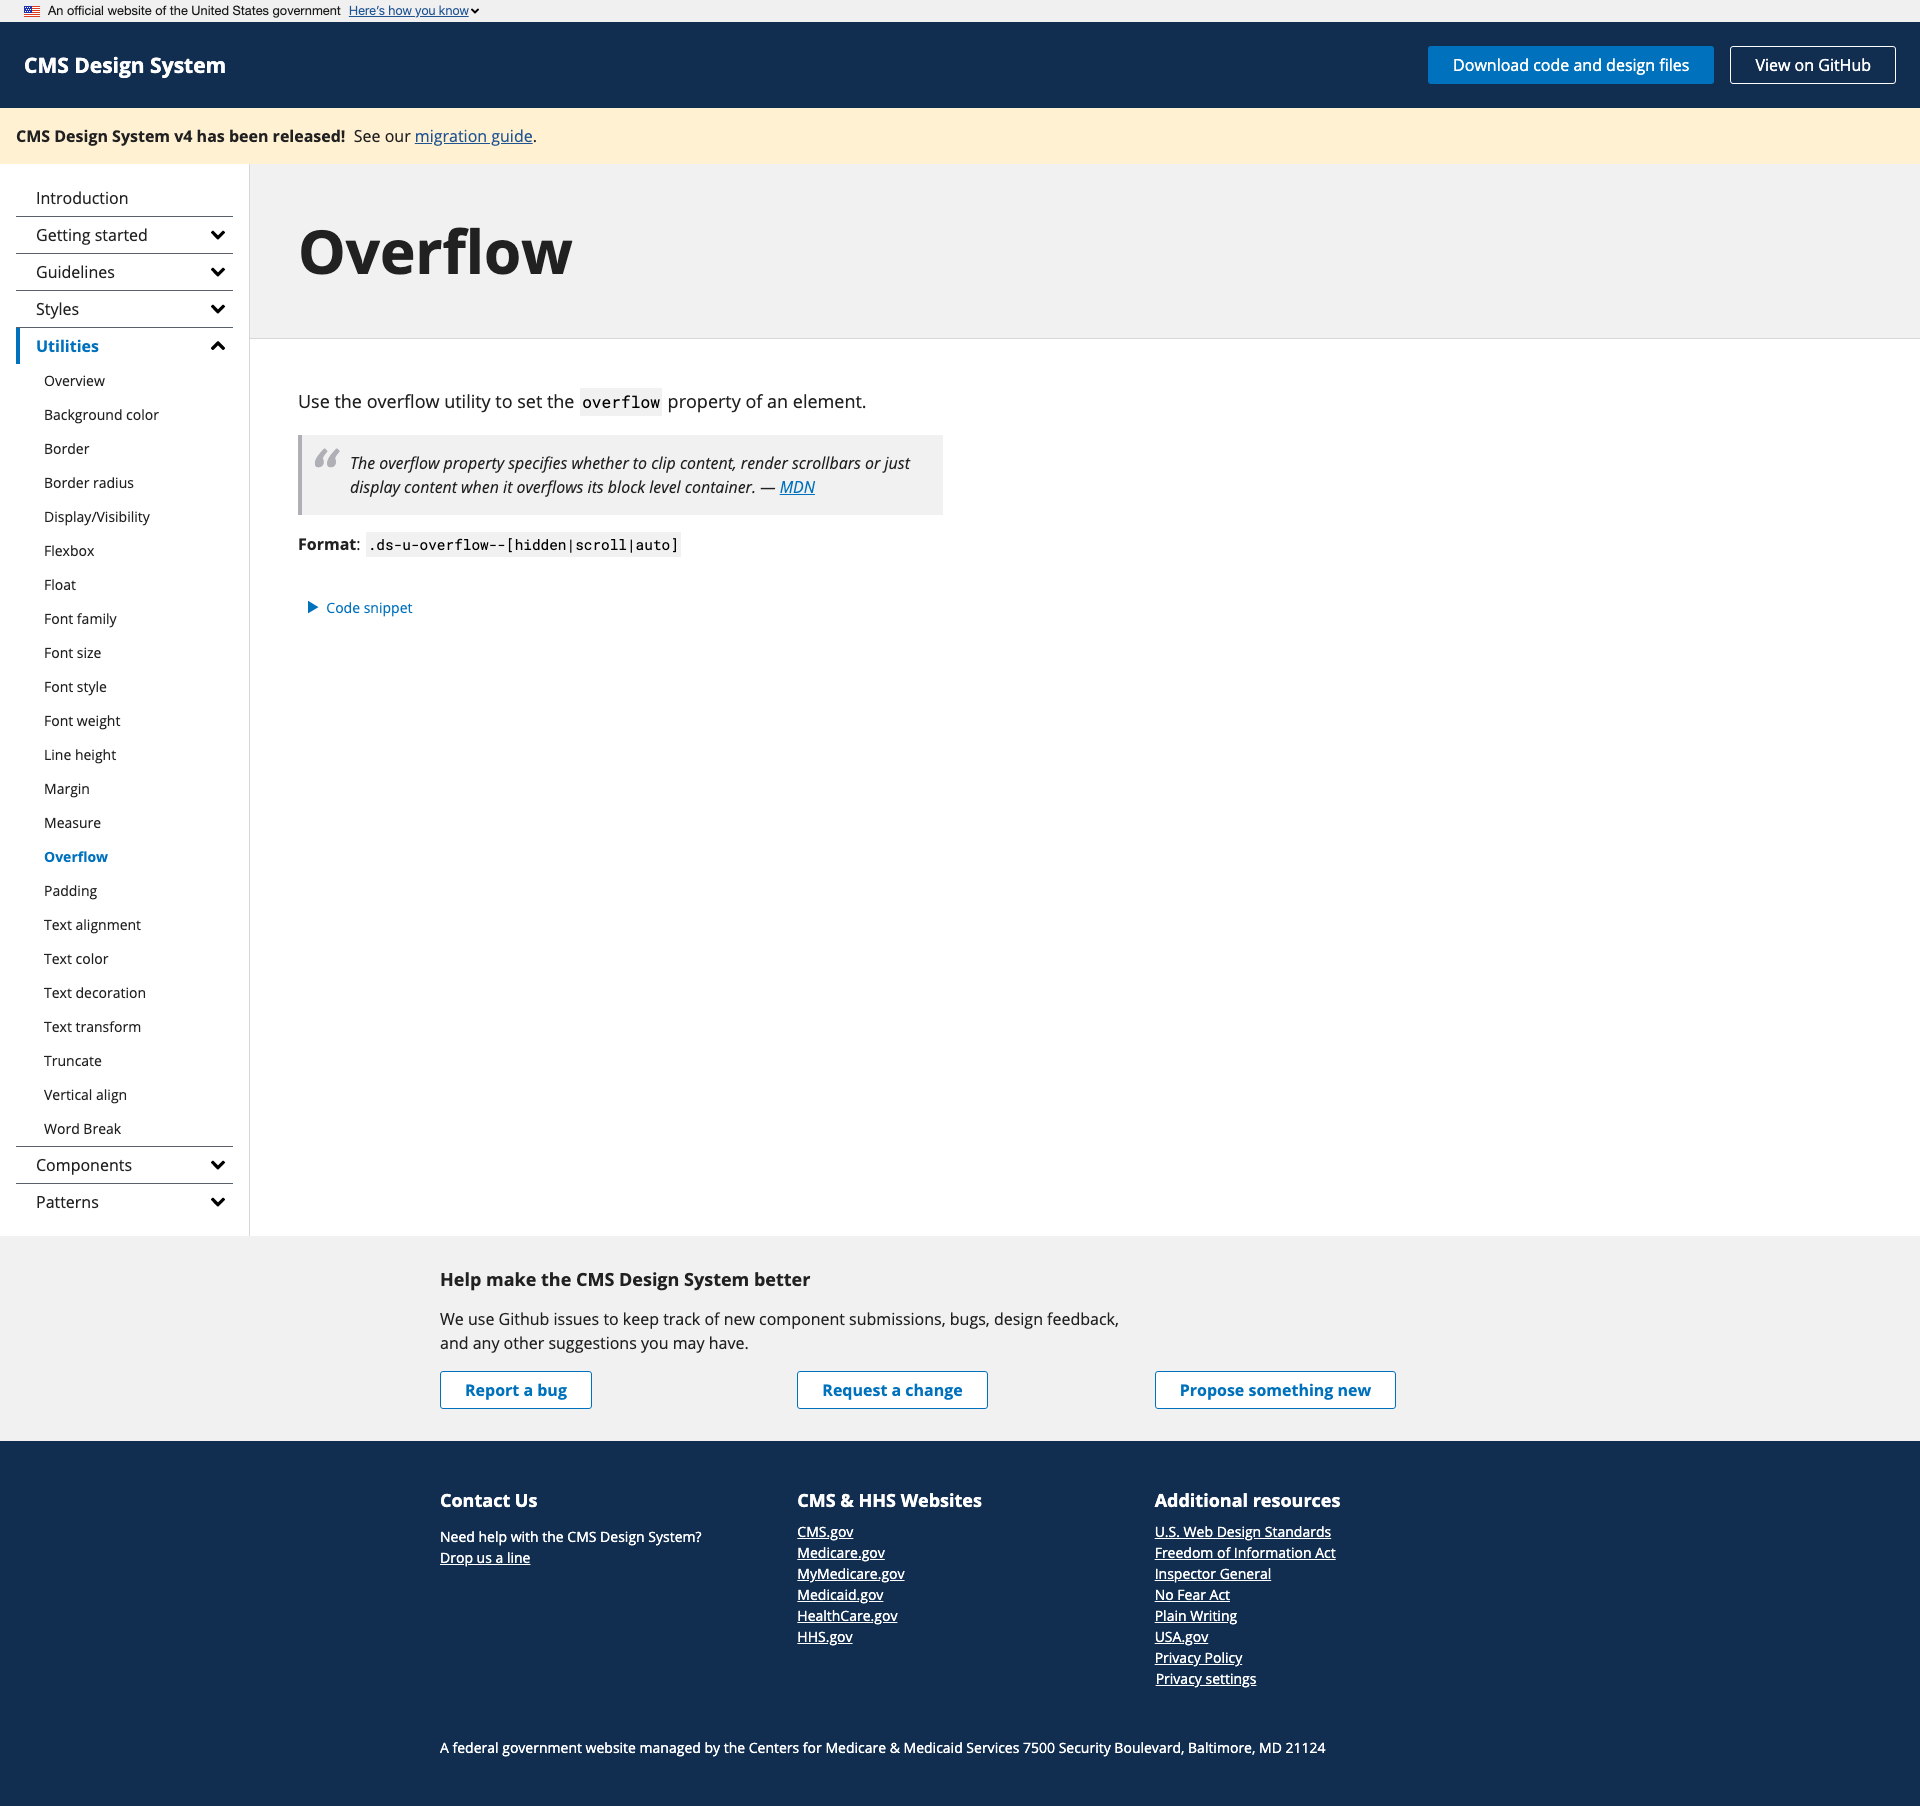 An official website of the United States government Here's how you know
CMS Design System
Download code and design files
View on GitHub
CMS Design System v4 has been released! See our migration guide.
Introduction
Getting started
Guidelines
Styles
Utilities
Overview
Background color
Border
Border radius
Display/Visibility
Flexbox
Float
Font family
Font size
Font style
Font weight
Line height
Margin
Measure
Overflow
Padding
Text alignment
Text color
Text decoration
Text transform
Truncate
Vertical align
Word Break
Components
Patterns
Overflow
Use the overflow utility to set the overflow property of an element.
“ The overflow property specifies whether to clip content, render scrollbars or just
display content when it overflows its block level container. — MDN
Format: .ds-u-overflow--[hidden|scroll|auto]
Code snippet
Help make the CMS Design System better
We use Github issues to keep track of new component submissions, bugs, design feedback,
and any other suggestions you may have.
Report a bug
Request a change
Propose something new
Contact Us
Need help with the CMS Design System?
Drop us a line
CMS & HHS Websites
CMS.gov
Medicare.gov
MyMedicare.gov
Medicaid.gov
HealthCare.gov
HHS.gov
Additional resources
U.S. Web Design Standards
Freedom of Information Act
Inspector General
No Fear Act
Plain Writing
USA.gov
Privacy Policy
Privacy settings
A federal government website managed by the Centers for Medicare & Medicaid Services 7500 Security Boulevard, Baltimore, MD 21124